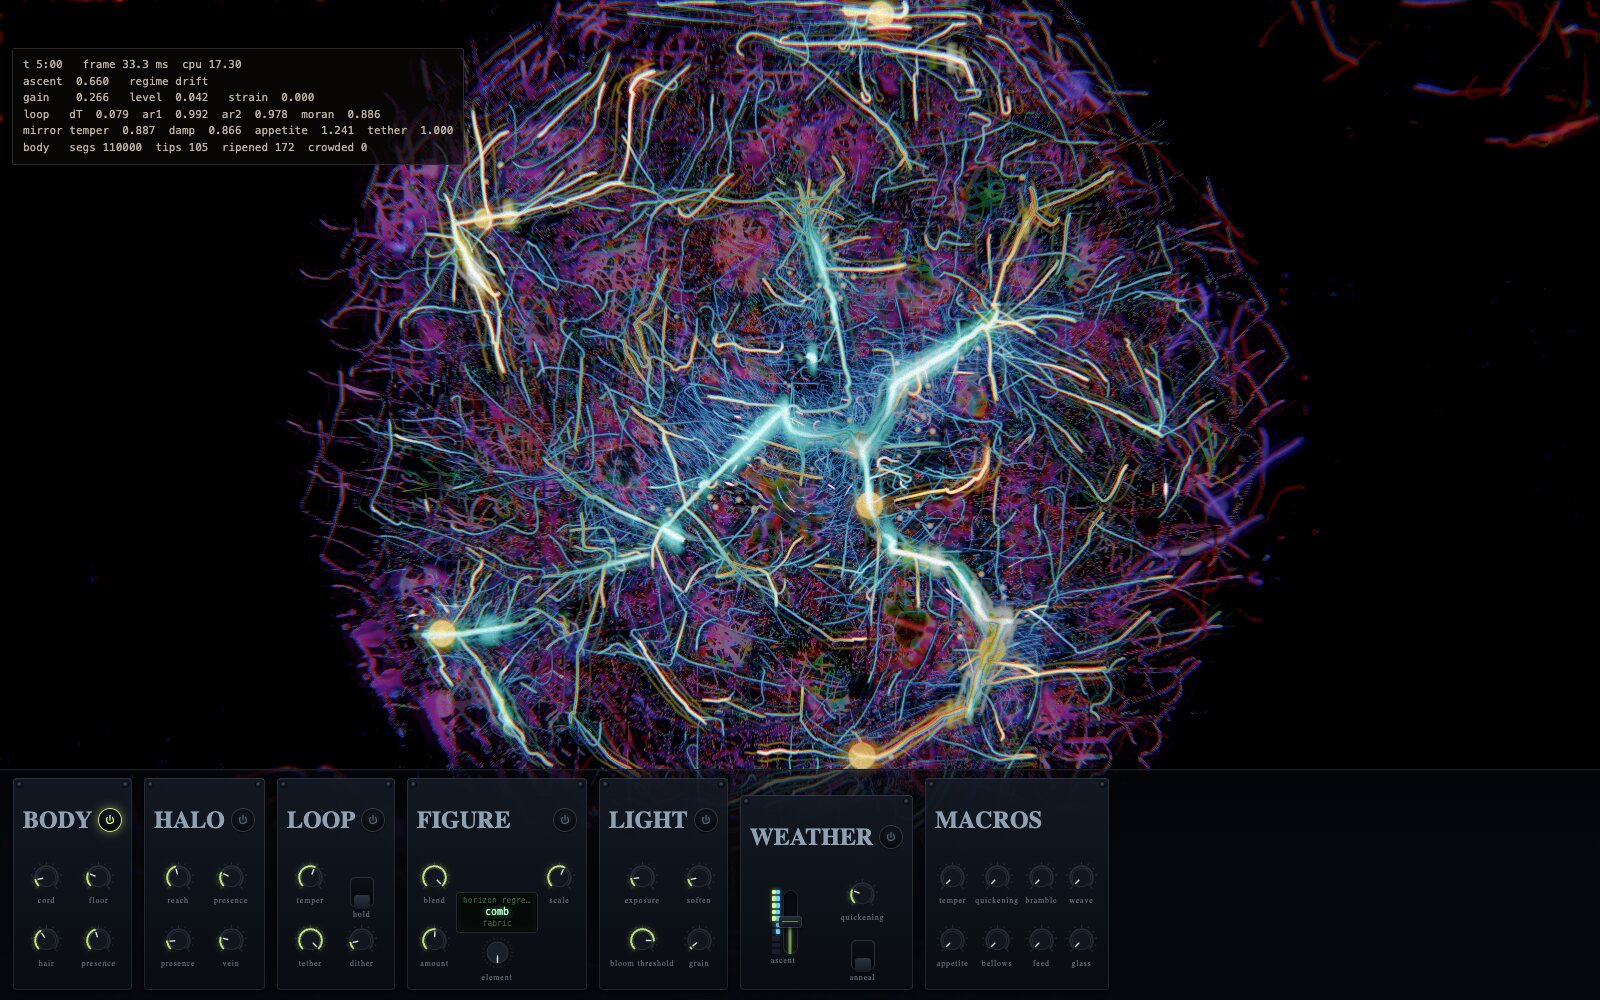 t 5:00 frame 33.3 ms cpu 17.30
ascent 0.660 regime drift
gain 0.266 level 0.042 strain 0.000
loop dT 0.079 ar1 0.992 ar2 0.978 moran 0.886
mirror temper 0.887 damp 0.866 appetite 1.241 tether 1.000
body segs 110000 tips 105 ripened 172 crowded 0
BODY
cord floor
hair presence
HALO
reach presence
presence vein
LOOP
temper hold
tether dither
FIGURE
blend scale
horizon regre…
comb
fabric
amount
element
LIGHT
exposure soften
bloom threshold grain
WEATHER
quickening
ascent
anneal
MACROS
temper quickening bramble weave
appetite bellows feed glass